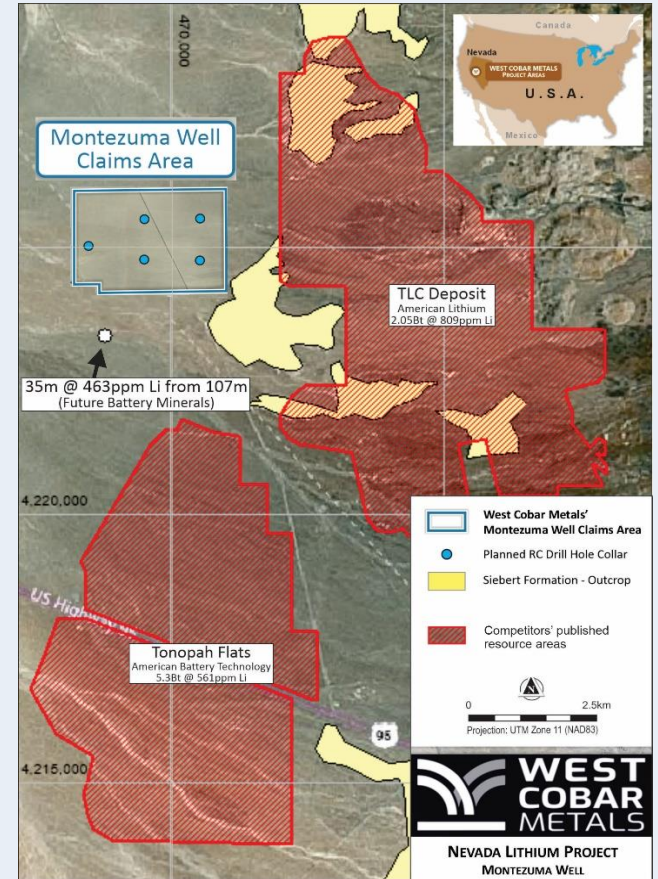 470,000
Canada
Nevada
WEST COBAR METALS
PROJECT AREAS
U.S.A.
Mexico
Montezuma Well
Claims Area
TLC Deposit
American Lithium
2.05Bt @ 809ppm Li
35m @ 463ppm Li from 107m
(Future Battery Minerals)
4,220,000
US Highway
Tonopah Flats
American Battery Technology
5.3Bt @ 561ppm Li
95
4,215,000
West Cobar Metals'
Montezuma Well Claims Area
Planned RC Drill Hole Collar
Siebert Formation - Outcrop
Competitors' published
resource areas
N
0 2.5km
Projection: UTM Zone 11 (NAD83)
WEST
COBAR
METALS
NEVADA LITHIUM PROJECT
MONTEZUMA WELL